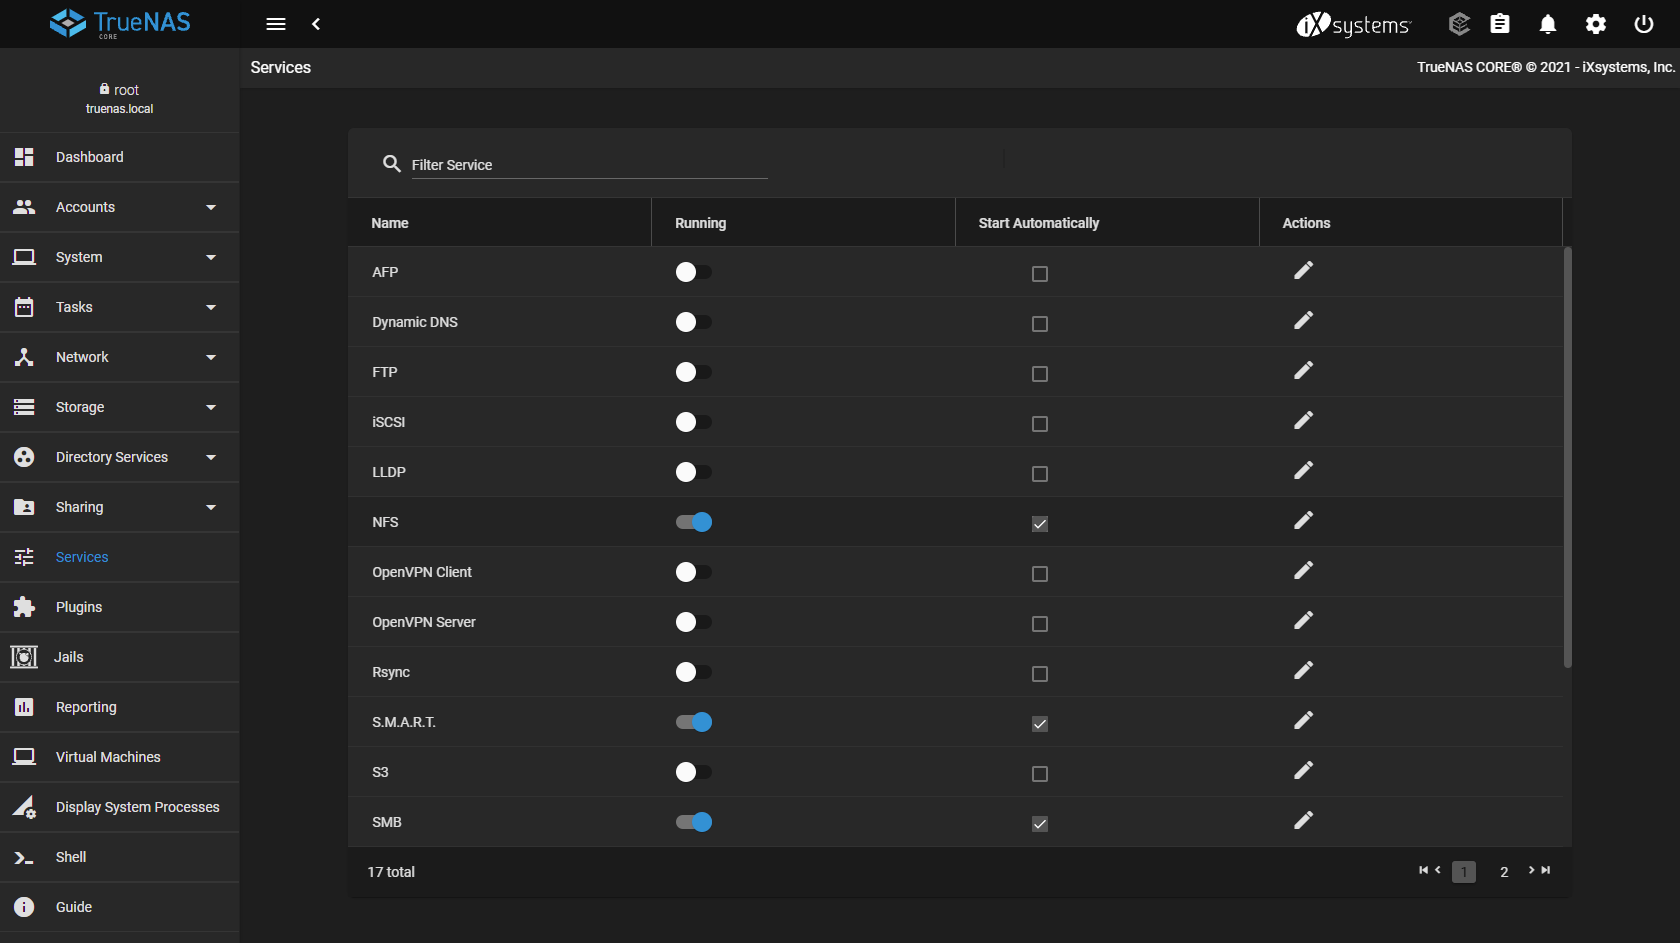 TrueNAS
CORE
iXsystems
Services
TrueNAS CORE® © 2021 - iXsystems, Inc.
root
truenas.local
Dashboard
Accounts
System
Tasks
Network
Storage
Directory Services
Sharing
Services
Plugins
Jails
Reporting
Virtual Machines
Display System Processes
Shell
Guide
Filter Service
Name Running Start Automatically Actions
AFP
Dynamic DNS
FTP
iSCSI
LLDP
NFS
OpenVPN Client
OpenVPN Server
Rsync
S.M.A.R.T.
S3
SMB
17 total
1 2